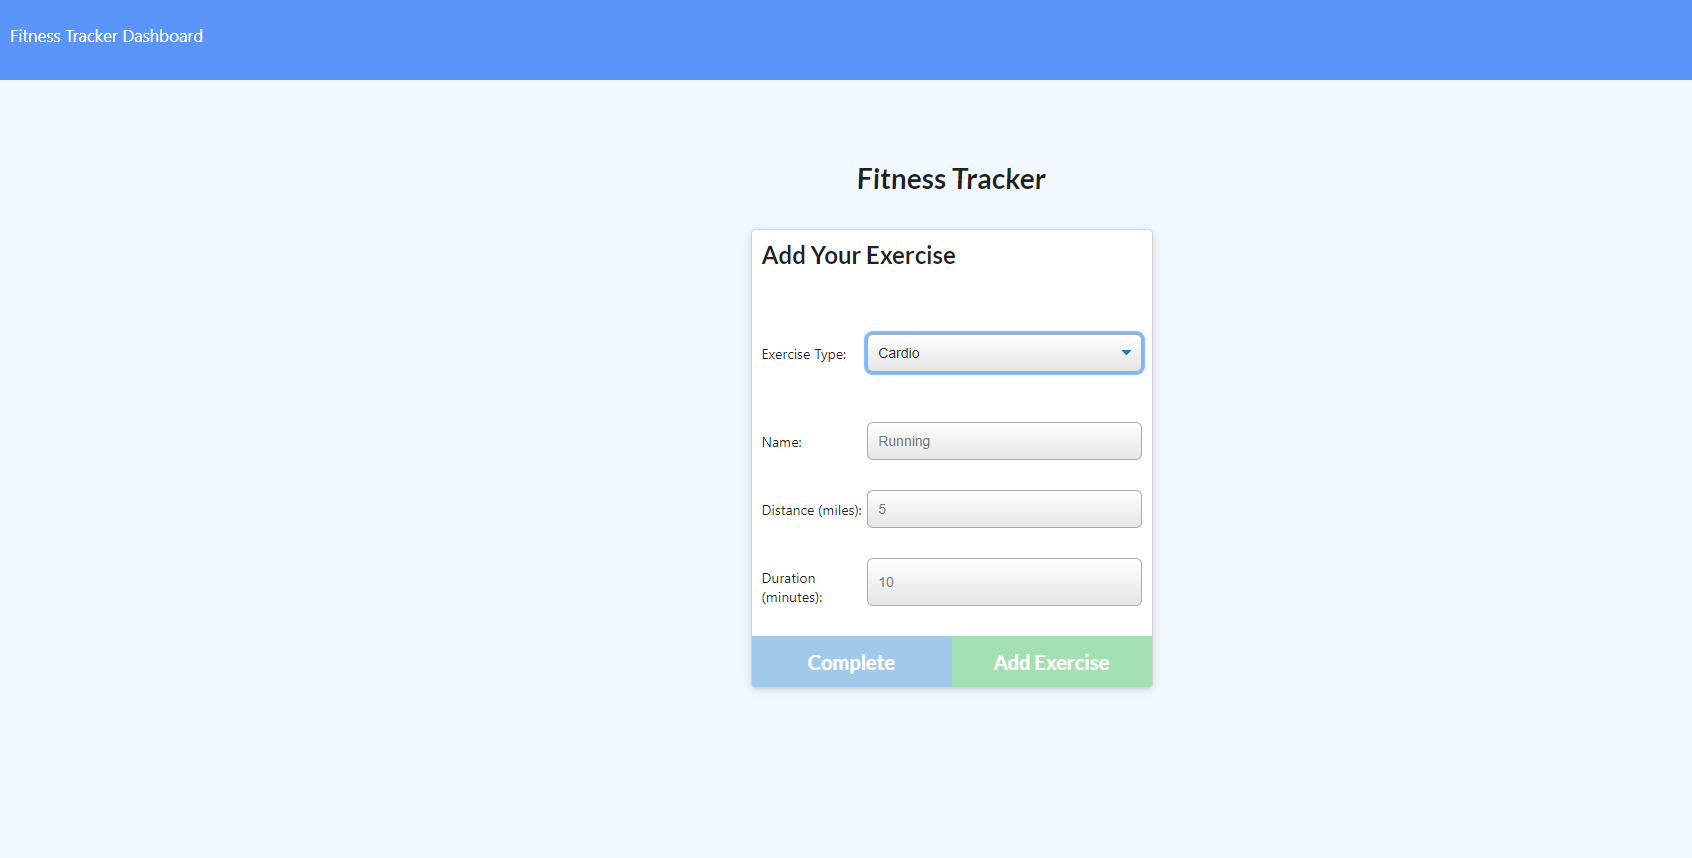 Fitness Tracker Dashboard
Fitness Tracker
Add Your Exercise
Exercise Type: Cardio
Name: Running
Distance (miles): 5
Duration
(minutes): 10
Complete Add Exercise